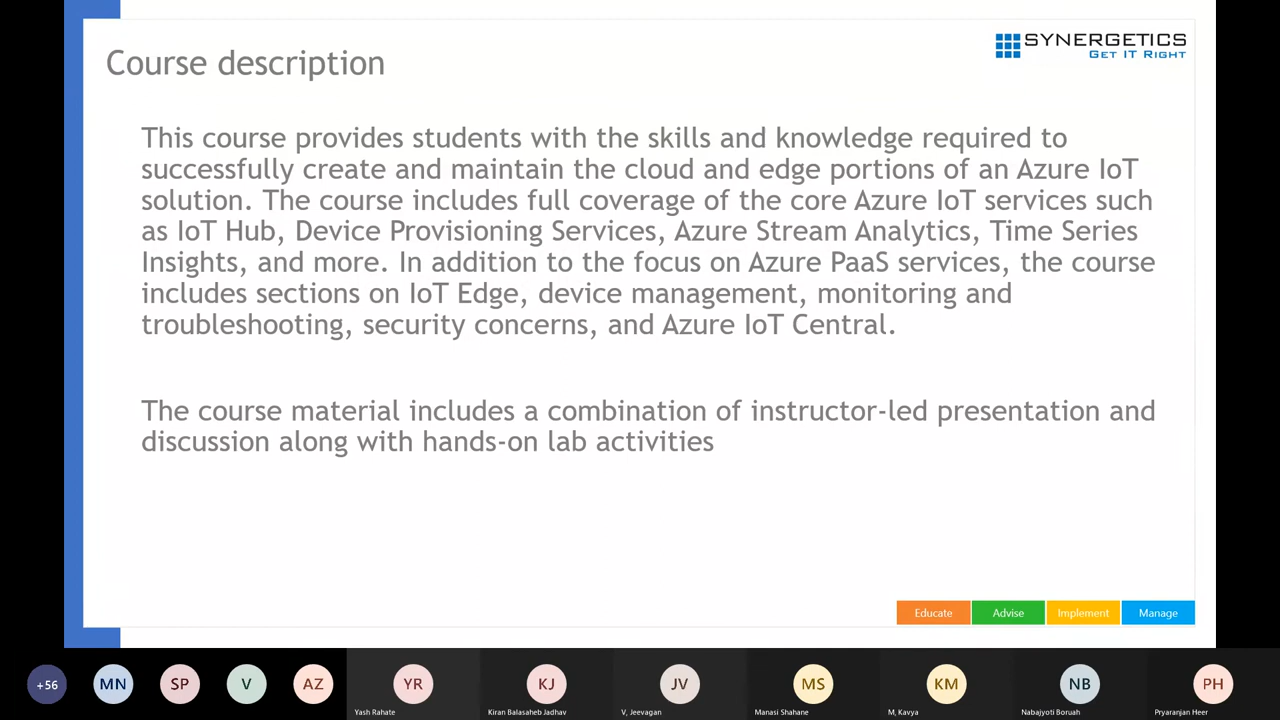 Course description
SYNERGETICS
GET IT RIGHT
This course provides students with the skills and knowledge required to
successfully create and maintain the cloud and edge portions of an Azure IoT
solution. The course includes full coverage of the core Azure IoT services such
as IoT Hub, Device Provisioning Services, Azure Stream Analytics, Time Series
Insights, and more. In addition to the focus on Azure PaaS services, the course
includes sections on IoT Edge, device management, monitoring and
troubleshooting, security concerns, and Azure IoT Central.
The course material includes a combination of instructor-led presentation and
discussion along with hands-on lab activities
Educate Advise Implement Manage
+56 MN SP V AZ YR KJ JV MS KM NB PH
Yash Rahate Kiran Balasaheb Jadhav V, Jeevagan Manasi Shahane M, Kavya Nabajyoti Boruah Pryaranjan Heer